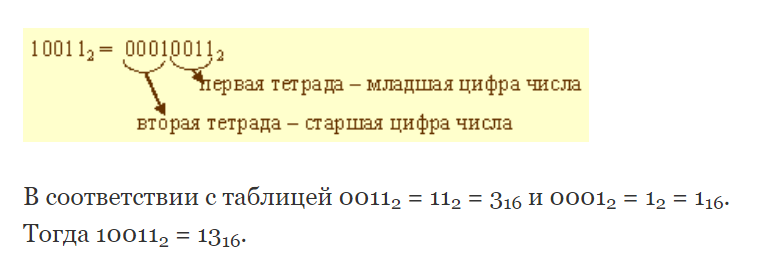 10011₂ = 00010011₂
первая тетрада – младшая цифра числа
вторая тетрада – старшая цифра числа
В соответствии с таблицей 0011₂ = 11₂ = 3₁₆ и 0001₂ = 1₂ = 1₁₆.
Тогда 10011₂ = 13₁₆.